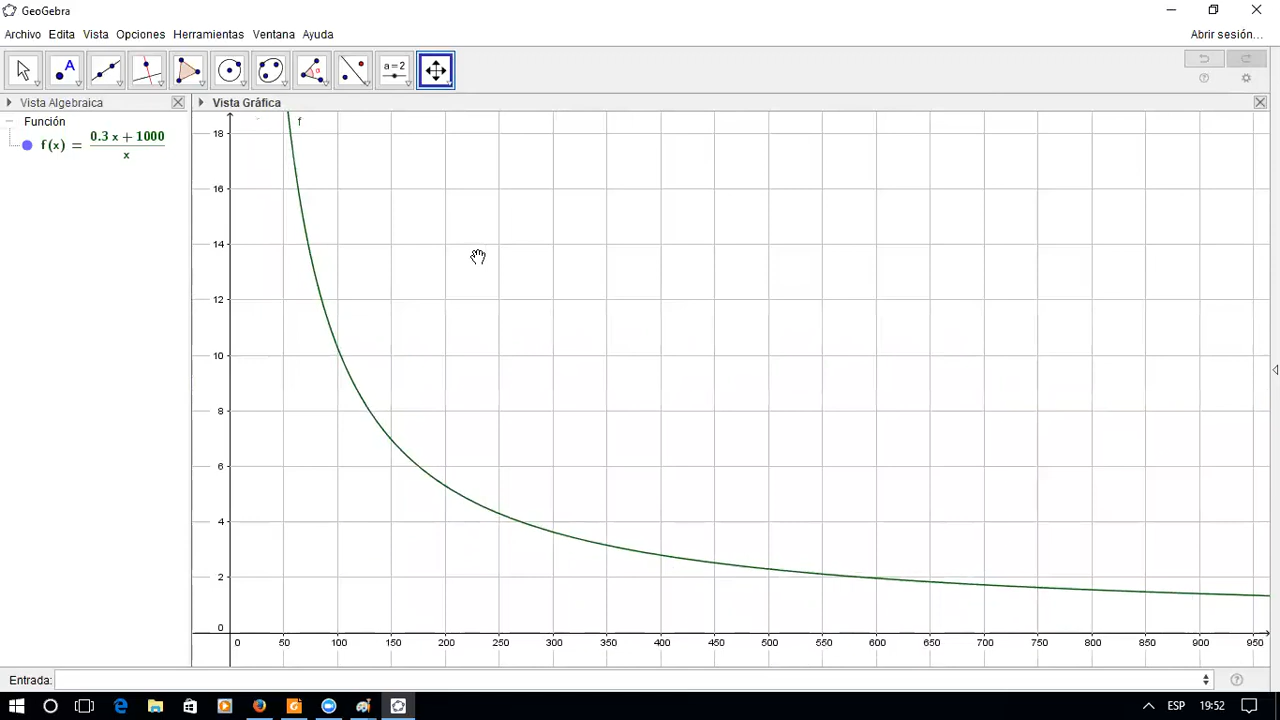 GeoGebra
Archivo Edita Vista Opciones Herramientas Ventana Ayuda Abrir sesión...
A a=2
Vista Algebraica Vista Gráfica
Función
f(x) = (0.3 x + 1000) / x
f
18
16
14
12
10
8
6
4
2
0
0 50 100 150 200 250 300 350 400 450 500 550 600 650 700 750 800 850 900 950
Entrada:
ESP 19:52